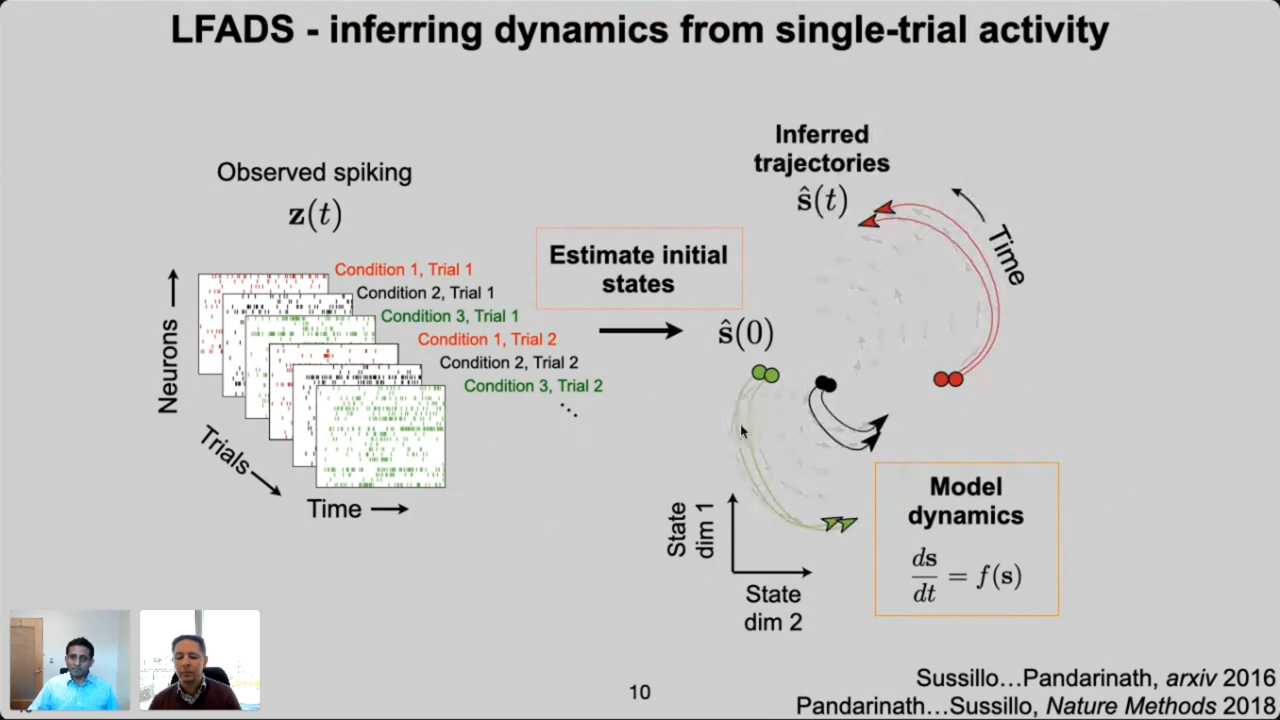 LFADS - inferring dynamics from single-trial activity
Observed spiking
z(t)
Neurons
Trials
Time
Condition 1, Trial 1
Condition 2, Trial 1
Condition 3, Trial 1
Condition 1, Trial 2
Condition 2, Trial 2
Condition 3, Trial 2
...
Estimate initial
states
ŝ(0)
Inferred
trajectories
ŝ(t)
Time
State
dim 1
State
dim 2
Model
dynamics
ds/dt = f(s)
Sussillo...Pandarinath, arxiv 2016
Pandarinath...Sussillo, Nature Methods 2018
10